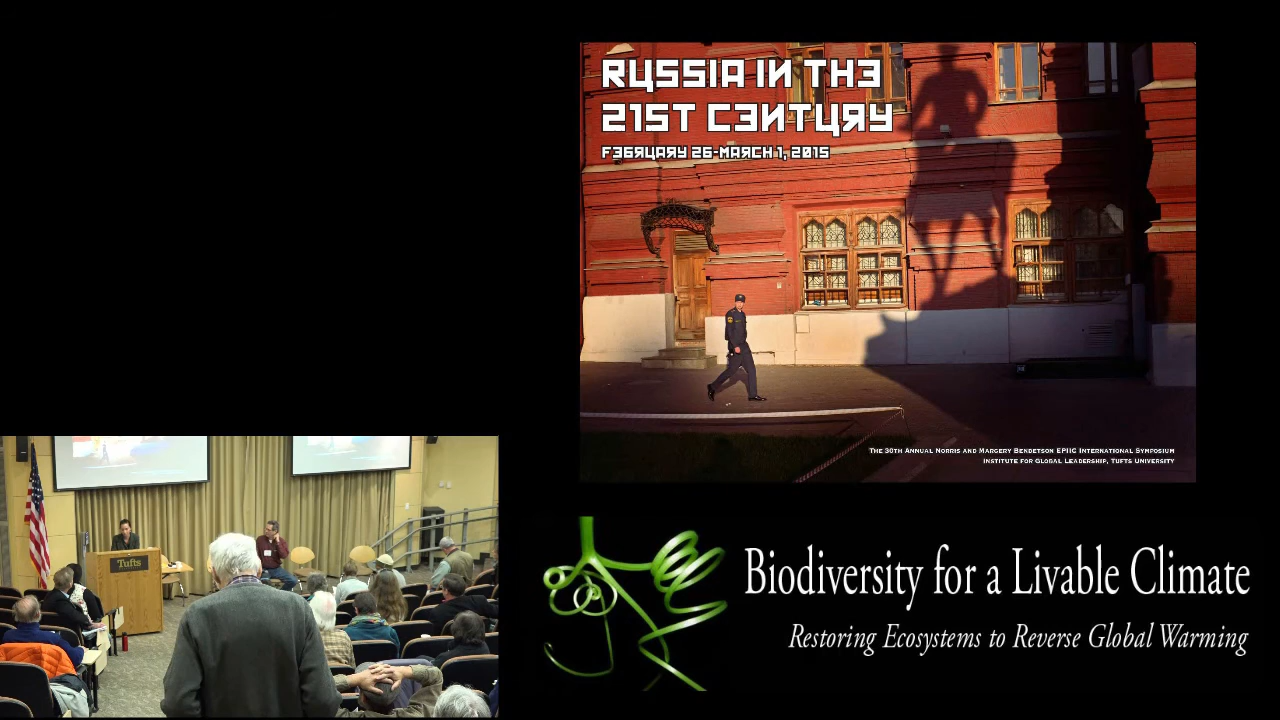 RUSSIA IN THE
21ST CENTURY
FEBRUARY 26-MARCH 1, 2015
The 30th Annual Norris and Margery Bendetson EPIIC International Symposium
Institute for Global Leadership, Tufts University
Tufts
Biodiversity for a Livable Climate
Restoring Ecosystems to Reverse Global Warming